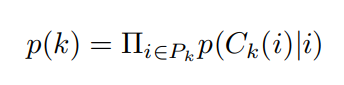 p(k) = Π_{i∈P_k} p(C_k(i)|i)